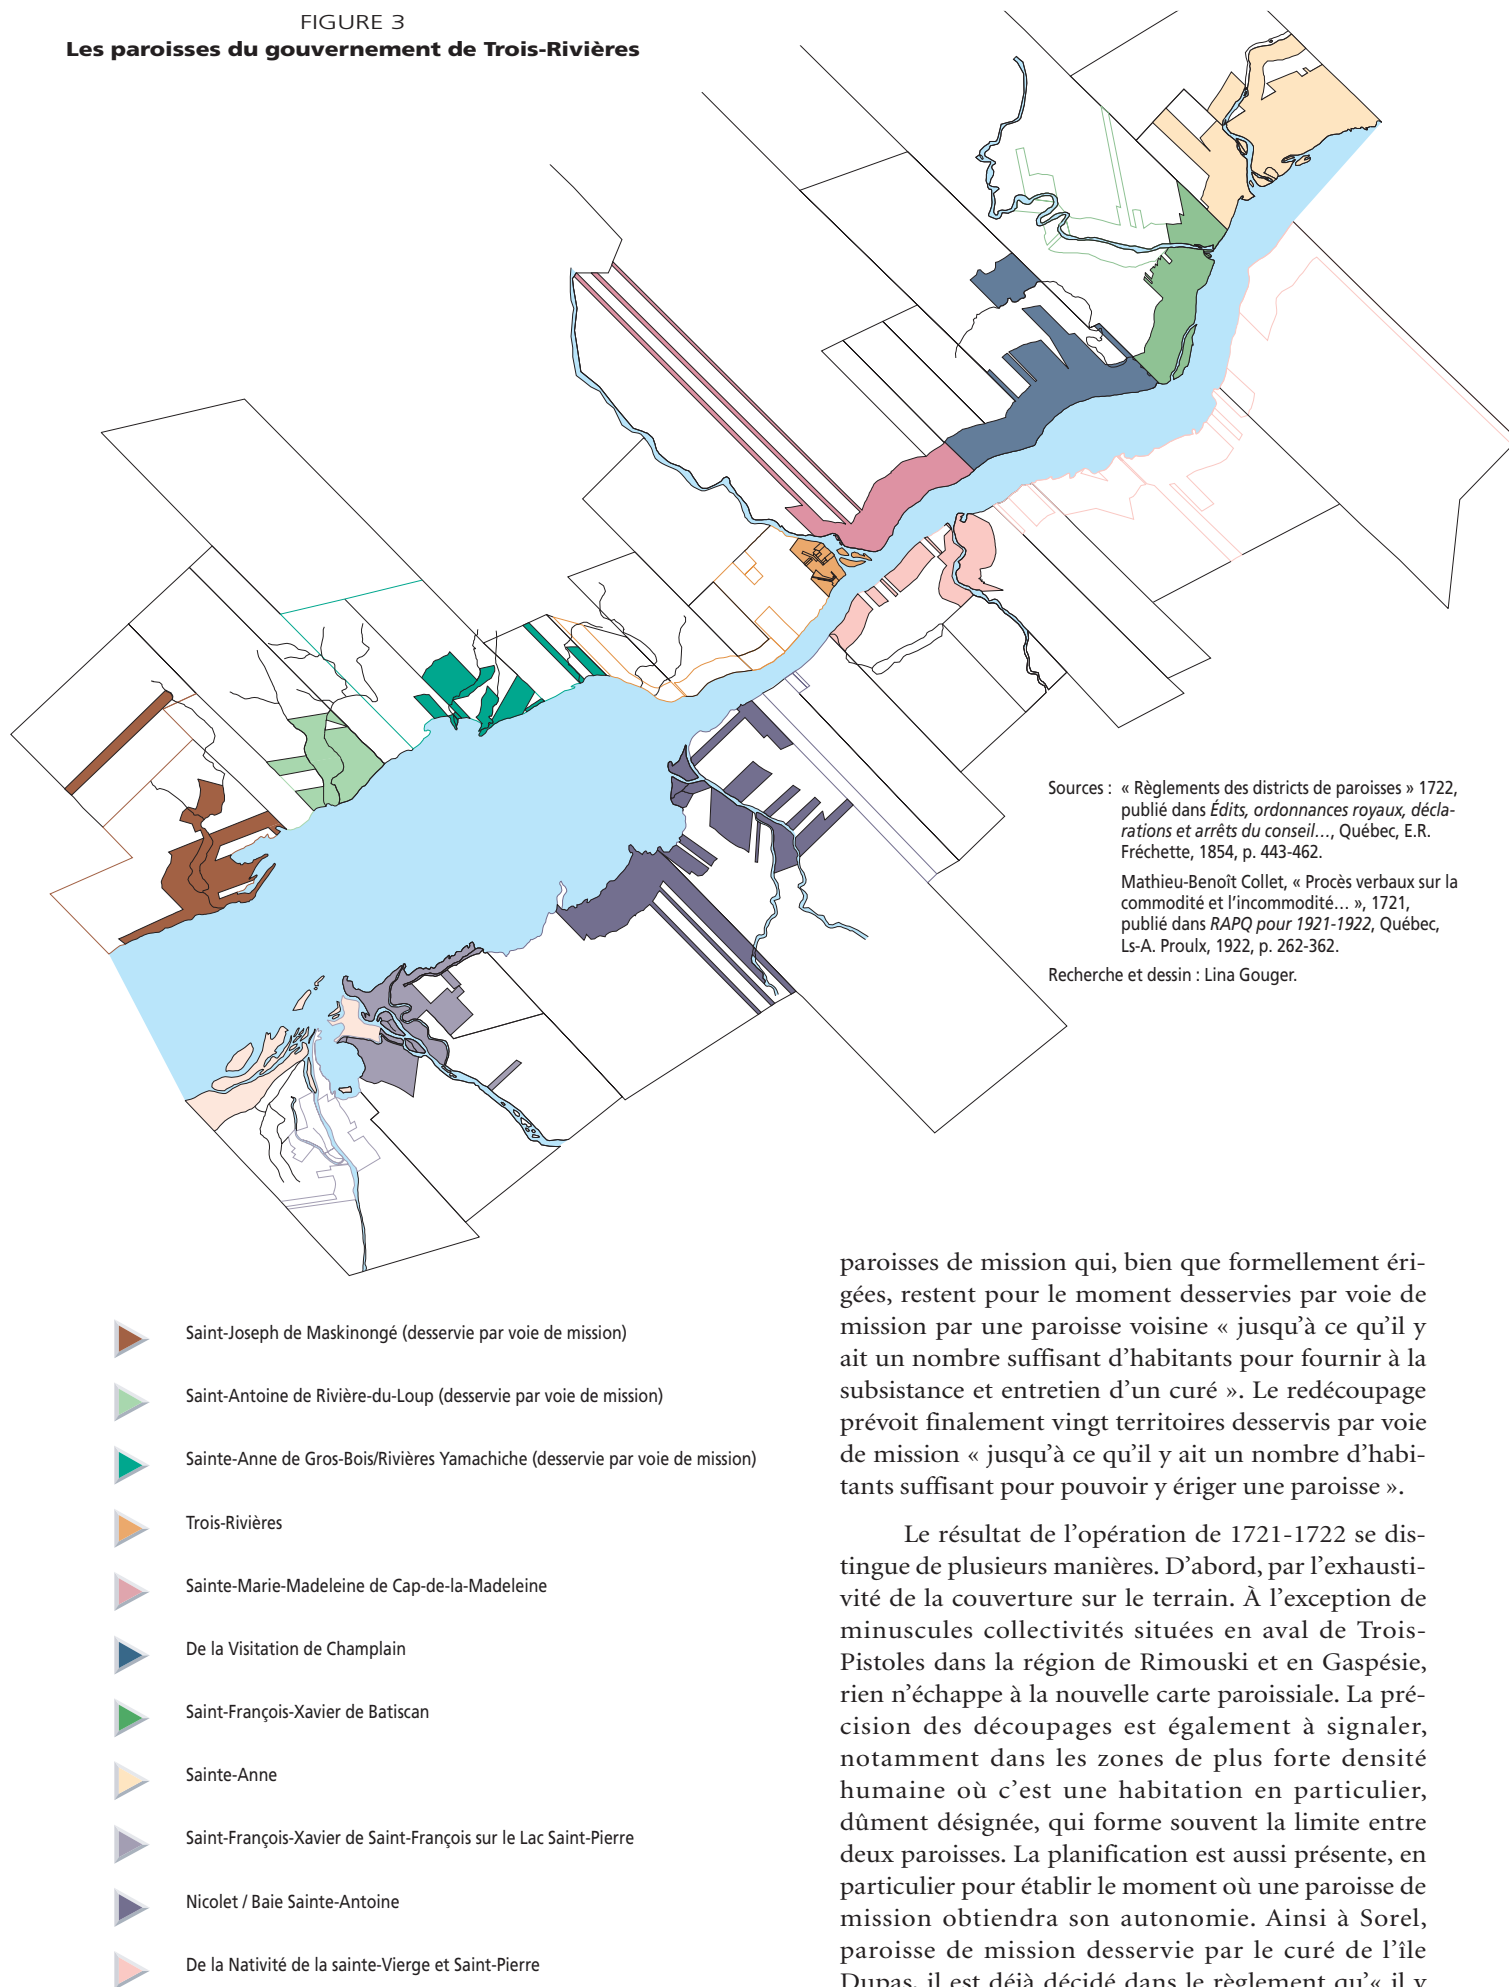 FIGURE 3
Les paroisses du gouvernement de Trois-Rivières
Sources : « Règlements des districts de paroisses » 1722,
publié dans Édits, ordonnances royaux, décla-
rations et arrêts du conseil…, Québec, E.R.
Fréchette, 1854, p. 443-462.
Mathieu-Benoît Collet, « Procès verbaux sur la
commodité et l'incommodité… », 1721,
publié dans RAPQ pour 1921-1922, Québec,
Ls-A. Proulx, 1922, p. 262-362.
Recherche et dessin : Lina Gouger.
Saint-Joseph de Maskinongé (desservie par voie de mission)
Saint-Antoine de Rivière-du-Loup (desservie par voie de mission)
Sainte-Anne de Gros-Bois/Rivières Yamachiche (desservie par voie de mission)
Trois-Rivières
Sainte-Marie-Madeleine de Cap-de-la-Madeleine
De la Visitation de Champlain
Saint-François-Xavier de Batiscan
Sainte-Anne
Saint-François-Xavier de Saint-François sur le Lac Saint-Pierre
Nicolet / Baie Sainte-Antoine
De la Nativité de la sainte-Vierge et Saint-Pierre
paroisses de mission qui, bien que formellement éri-
gées, restent pour le moment desservies par voie de
mission par une paroisse voisine « jusqu'à ce qu'il y
ait un nombre suffisant d'habitants pour fournir à la
subsistance et entretien d'un curé ». Le redécoupage
prévoit finalement vingt territoires desservis par voie
de mission « jusqu'à ce qu'il y ait un nombre d'habi-
tants suffisant pour pouvoir y ériger une paroisse ».
Le résultat de l'opération de 1721-1722 se dis-
tingue de plusieurs manières. D'abord, par l'exhausti-
vité de la couverture sur le terrain. À l'exception de
minuscules collectivités situées en aval de Trois-
Pistoles dans la région de Rimouski et en Gaspésie,
rien n'échappe à la nouvelle carte paroissiale. La pré-
cision des découpages est également à signaler,
notamment dans les zones de plus forte densité
humaine où c'est une habitation en particulier,
dûment désignée, qui forme souvent la limite entre
deux paroisses. La planification est aussi présente, en
particulier pour établir le moment où une paroisse de
mission obtiendra son autonomie. Ainsi à Sorel,
paroisse de mission desservie par le curé de l'île
Dupas, il est déjà décidé dans le règlement qu'« il y